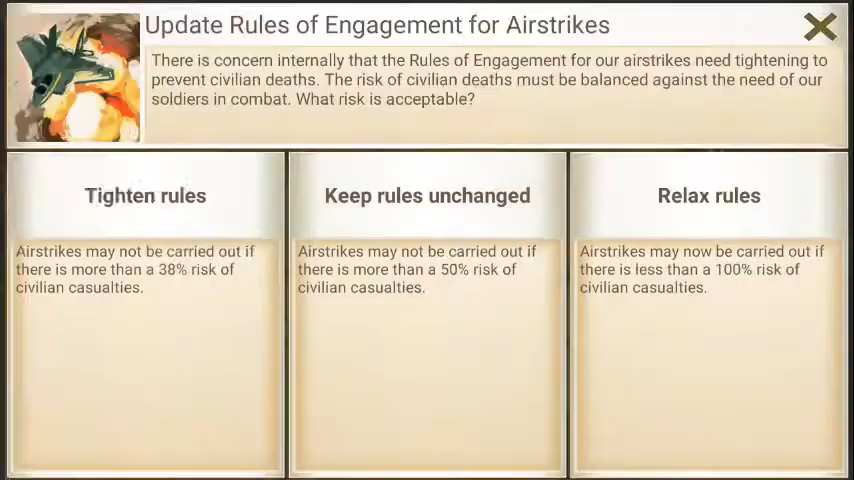 Update Rules of Engagement for Airstrikes
There is concern internally that the Rules of Engagement for our airstrikes need tightening to
prevent civilian deaths. The risk of civilian deaths must be balanced against the need of our
soldiers in combat. What risk is acceptable?
Tighten rules
Airstrikes may not be carried out if
there is more than a 38% risk of
civilian casualties.
Keep rules unchanged
Airstrikes may not be carried out if
there is more than a 50% risk of
civilian casualties.
Relax rules
Airstrikes may now be carried out if
there is less than a 100% risk of
civilian casualties.